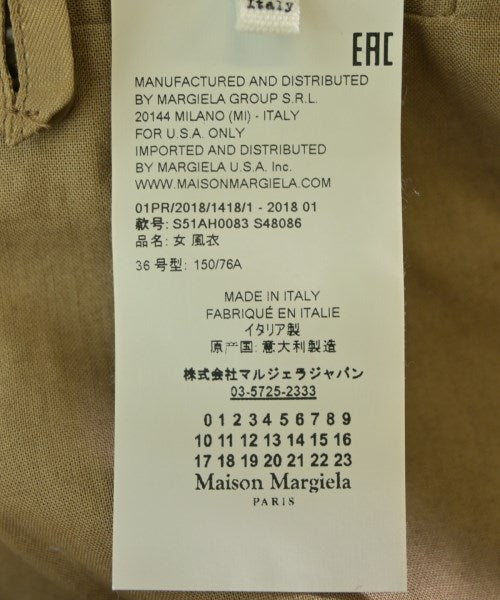 Italy
EAC
MANUFACTURED AND DISTRIBUTED
BY MARGIELA GROUP S.R.L.
20144 MILANO (MI) - ITALY
FOR U.S.A. ONLY
IMPORTED AND DISTRIBUTED
BY MARGIELA U.S.A. Inc.
WWW.MAISONMARGIELA.COM
01PR/2018/1418/1 - 2018 01
款号: S51AH0083 S48086
品名: 女 風衣
36 号型: 150/76A
MADE IN ITALY
FABRIQUÉ EN ITALIE
イタリア製
原产国: 意大利製造
株式会社マルジェラジャパン
03-5725-2333
0 1 2 3 4 5 6 7 8 9
10 11 12 13 14 15 16
17 18 19 20 21 22 23
Maison Margiela
PARIS